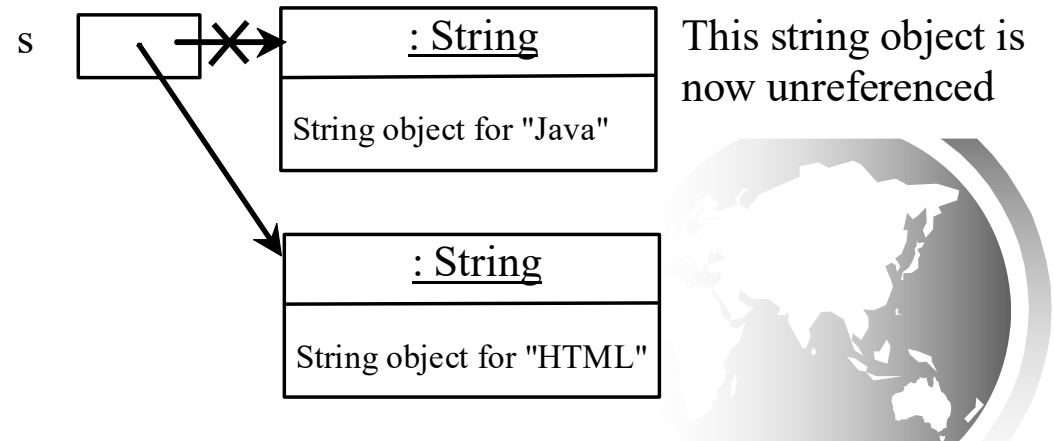 s
: String
This string object is
now unreferenced
String object for "Java"
: String
String object for "HTML"